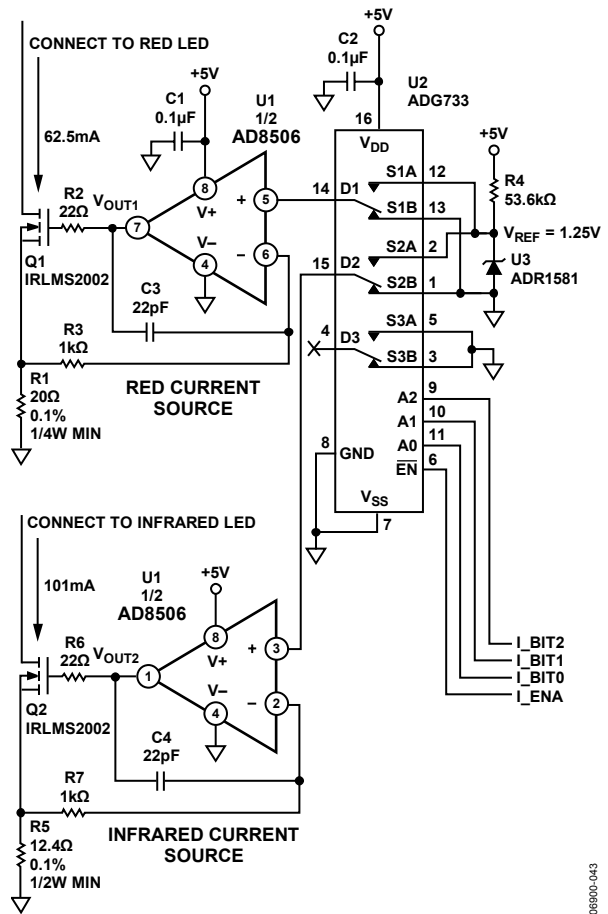 CONNECT TO RED LED
62.5mA
+5V
C1
0.1µF
U1
1/2
AD8506
R2
22Ω
VOUT1
7
8
V+
+
5
V–
4
–
6
Q1
IRLMS2002
C3
22pF
R3
1kΩ
R1
20Ω
0.1%
1/4W MIN
RED CURRENT
SOURCE
+5V
C2
0.1µF
U2
ADG733
16
VDD
14
D1
S1A
12
S1B
13
S2A
2
15
D2
S2B
1
4
D3
S3A
5
S3B
3
A2
9
A1
10
A0
11
EN
6
8
GND
VSS
7
+5V
R4
53.6kΩ
VREF = 1.25V
U3
ADR1581
CONNECT TO INFRARED LED
101mA
U1
1/2
AD8506
+5V
R6
22Ω
VOUT2
1
8
V+
+
3
V–
4
–
2
Q2
IRLMS2002
C4
22pF
R7
1kΩ
R5
12.4Ω
0.1%
1/2W MIN
INFRARED CURRENT
SOURCE
I_BIT2
I_BIT1
I_BIT0
I_ENA
06900-043